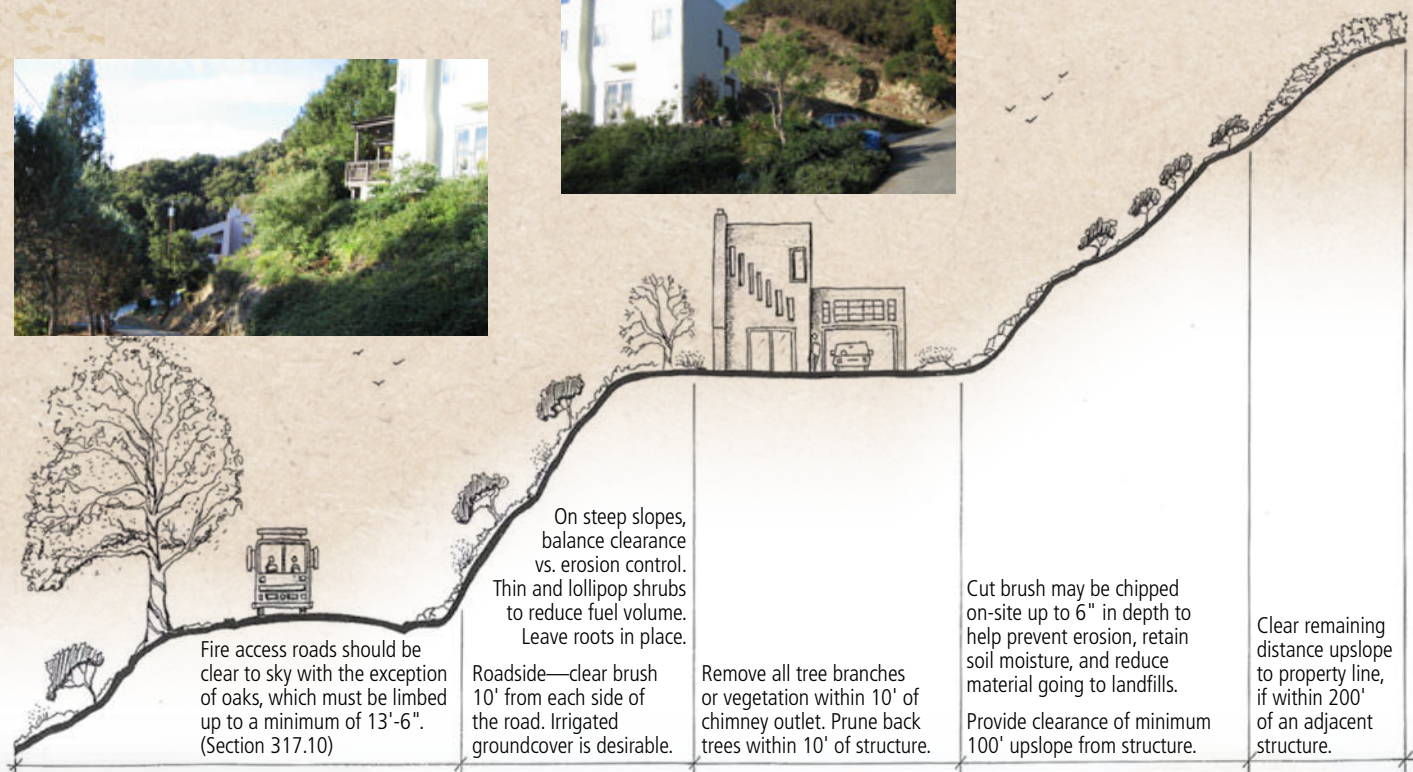 Fire access roads should be
clear to sky with the exception
of oaks, which must be limbed
up to a minimum of 13'-6".
(Section 317.10)
On steep slopes,
balance clearance
vs. erosion control.
Thin and lollipop shrubs
to reduce fuel volume.
Leave roots in place.
Roadside—clear brush
10' from each side of
the road. Irrigated
groundcover is desirable.
Remove all tree branches
or vegetation within 10' of
chimney outlet. Prune back
trees within 10' of structure.
Cut brush may be chipped
on-site up to 6" in depth to
help prevent erosion, retain
soil moisture, and reduce
material going to landfills.
Provide clearance of minimum
100' upslope from structure.
Clear remaining
distance upslope
to property line,
if within 200'
of an adjacent
structure.